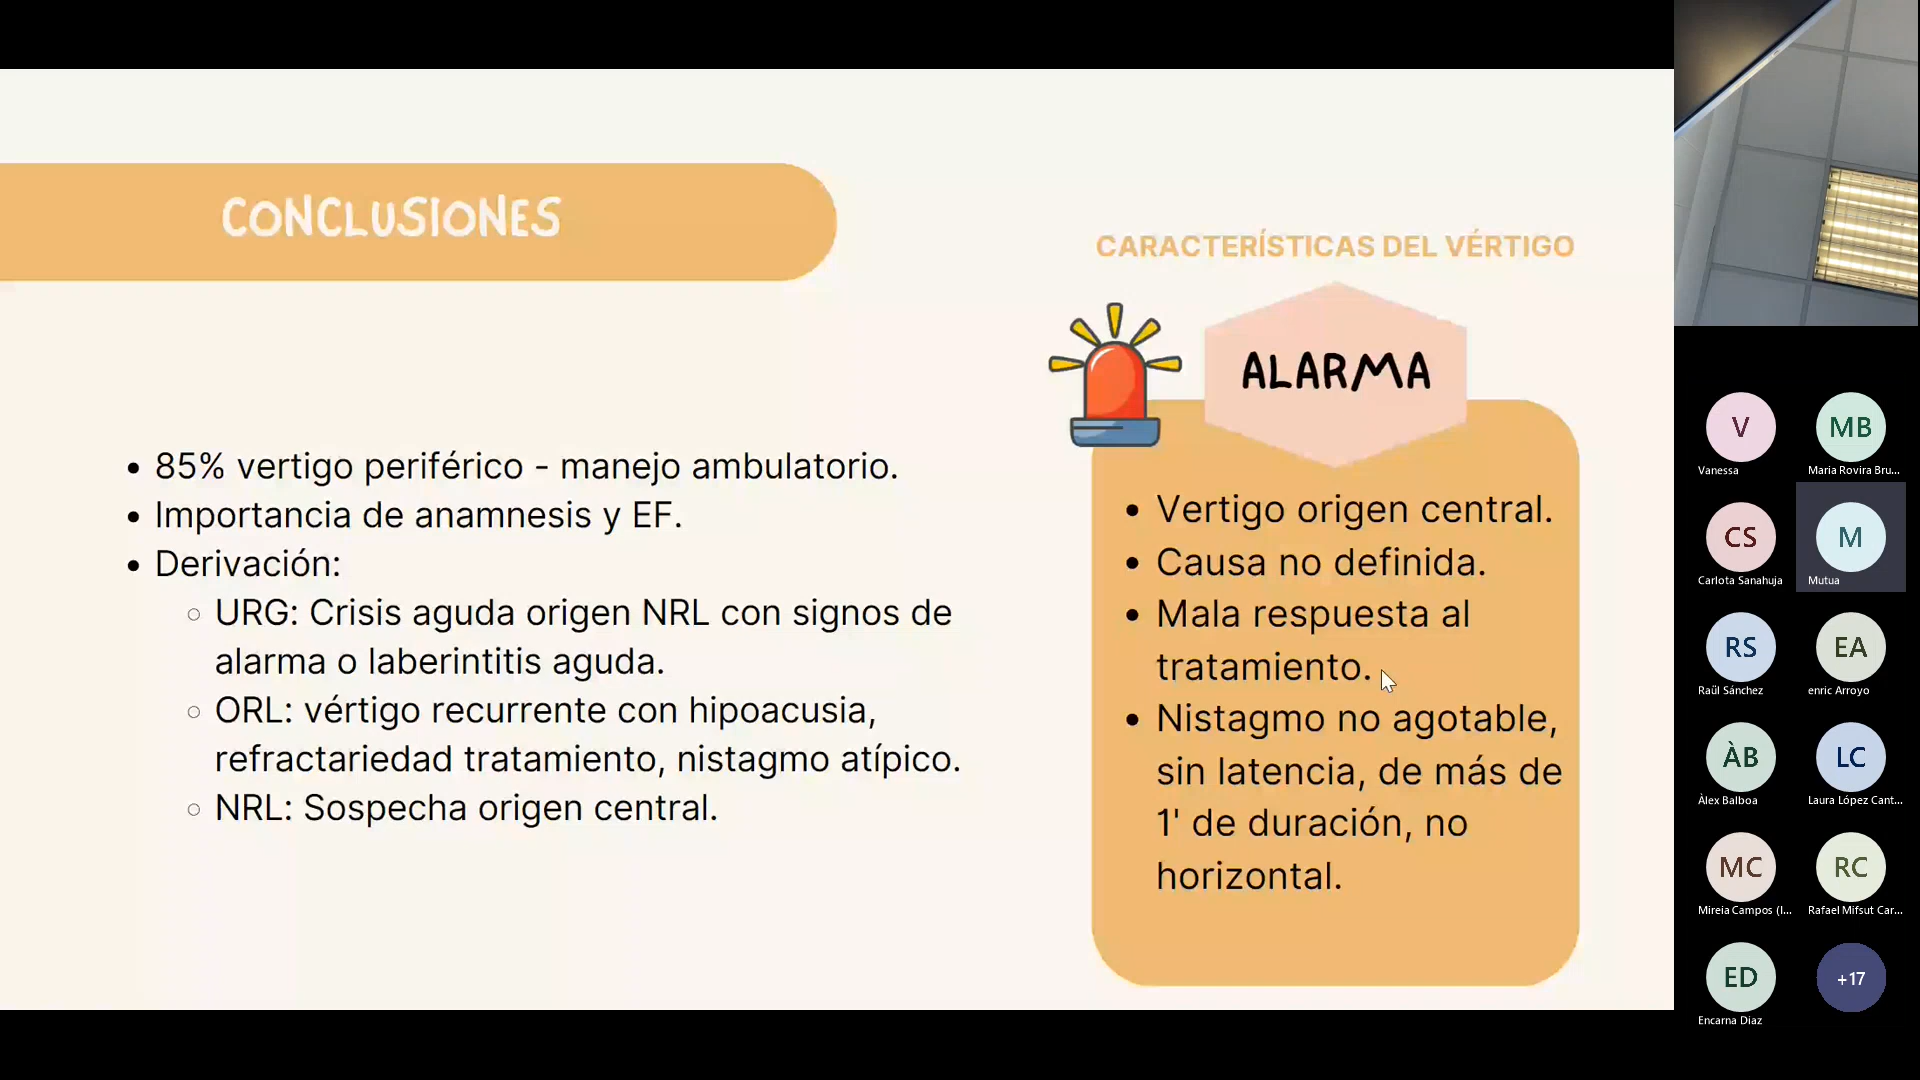 CONCLUSIONES
• 85% vertigo periférico - manejo ambulatorio.
• Importancia de anamnesis y EF.
• Derivación:
○ URG: Crisis aguda origen NRL con signos de
alarma o laberintitis aguda.
○ ORL: vértigo recurrente con hipoacusia,
refractariedad tratamiento, nistagmo atípico.
○ NRL: Sospecha origen central.
CARACTERÍSTICAS DEL VÉRTIGO
ALARMA
• Vertigo origen central.
• Causa no definida.
• Mala respuesta al
tratamiento.
• Nistagmo no agotable,
sin latencia, de más de
1' de duración, no
horizontal.
V
Vanessa
MB
Maria Rovira Bru...
CS
Carlota Sanahuja
M
Mutua
RS
Raül Sánchez
EA
enric Arroyo
ÀB
Àlex Balboa
LC
Laura López Cant...
MC
Mireia Campos (I...
RC
Rafael Mifsut Car...
ED
Encarna Diaz
+17